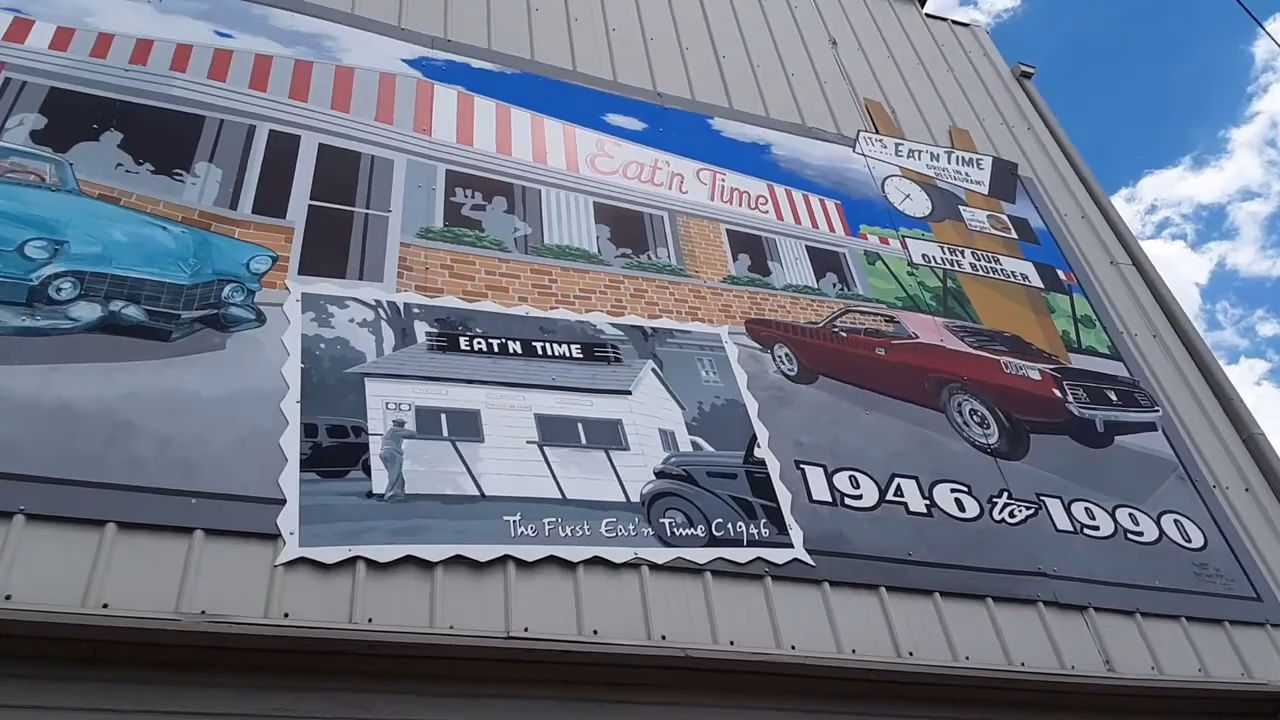 Eat'n Time
IT'S EAT'N TIME
DRIVE IN &
RESTAURANT
TRY OUR
OLIVE BURGER
CUDA
EAT'N TIME
The First Eat'n Time C1946
1946 to 1990